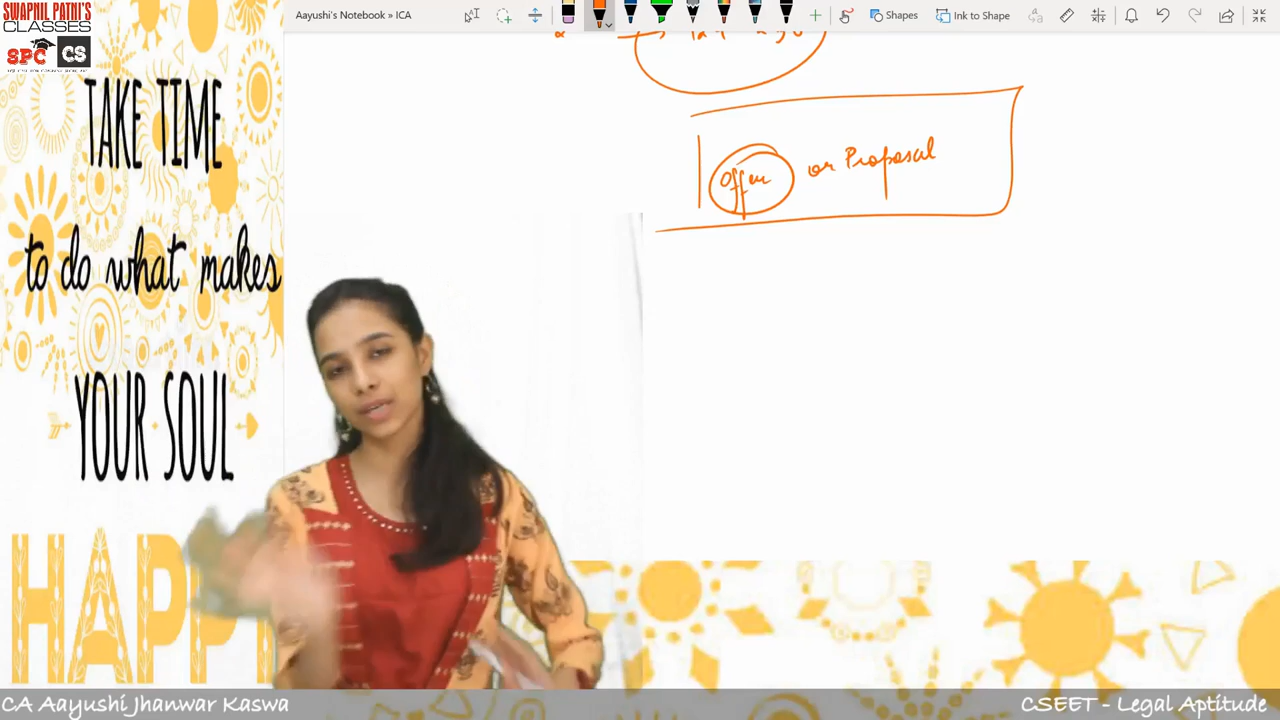 SWAPNIL PATNI'S
CLASSES
SPC CS
Aayushi's Notebook » ICA
Shapes
Ink to Shape
TAKE TIME
to do what makes
YOUR SOUL
HAPPY
Offer or Proposal
CA Aayushi Jhanwar Kaswa
CSEET - Legal Aptitude